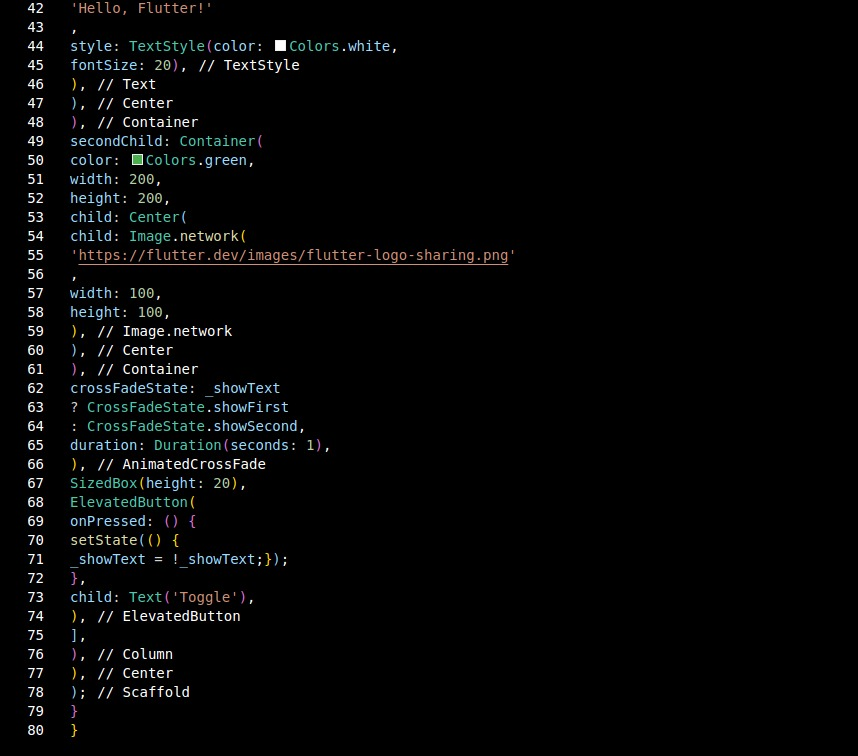 42 'Hello, Flutter!'
43 ,
44 style: TextStyle(color: Colors.white,
45 fontSize: 20), // TextStyle
46 ), // Text
47 ), // Center
48 ), // Container
49 secondChild: Container(
50 color: Colors.green,
51 width: 200,
52 height: 200,
53 child: Center(
54 child: Image.network(
55 'https://flutter.dev/images/flutter-logo-sharing.png'
56 ,
57 width: 100,
58 height: 100,
59 ), // Image.network
60 ), // Center
61 ), // Container
62 crossFadeState: _showText
63 ? CrossFadeState.showFirst
64 : CrossFadeState.showSecond,
65 duration: Duration(seconds: 1),
66 ), // AnimatedCrossFade
67 SizedBox(height: 20),
68 ElevatedButton(
69 onPressed: () {
70 setState(() {
71 _showText = !_showText;});
72 },
73 child: Text('Toggle'),
74 ), // ElevatedButton
75 ],
76 ), // Column
77 ), // Center
78 ); // Scaffold
79 }
80 }